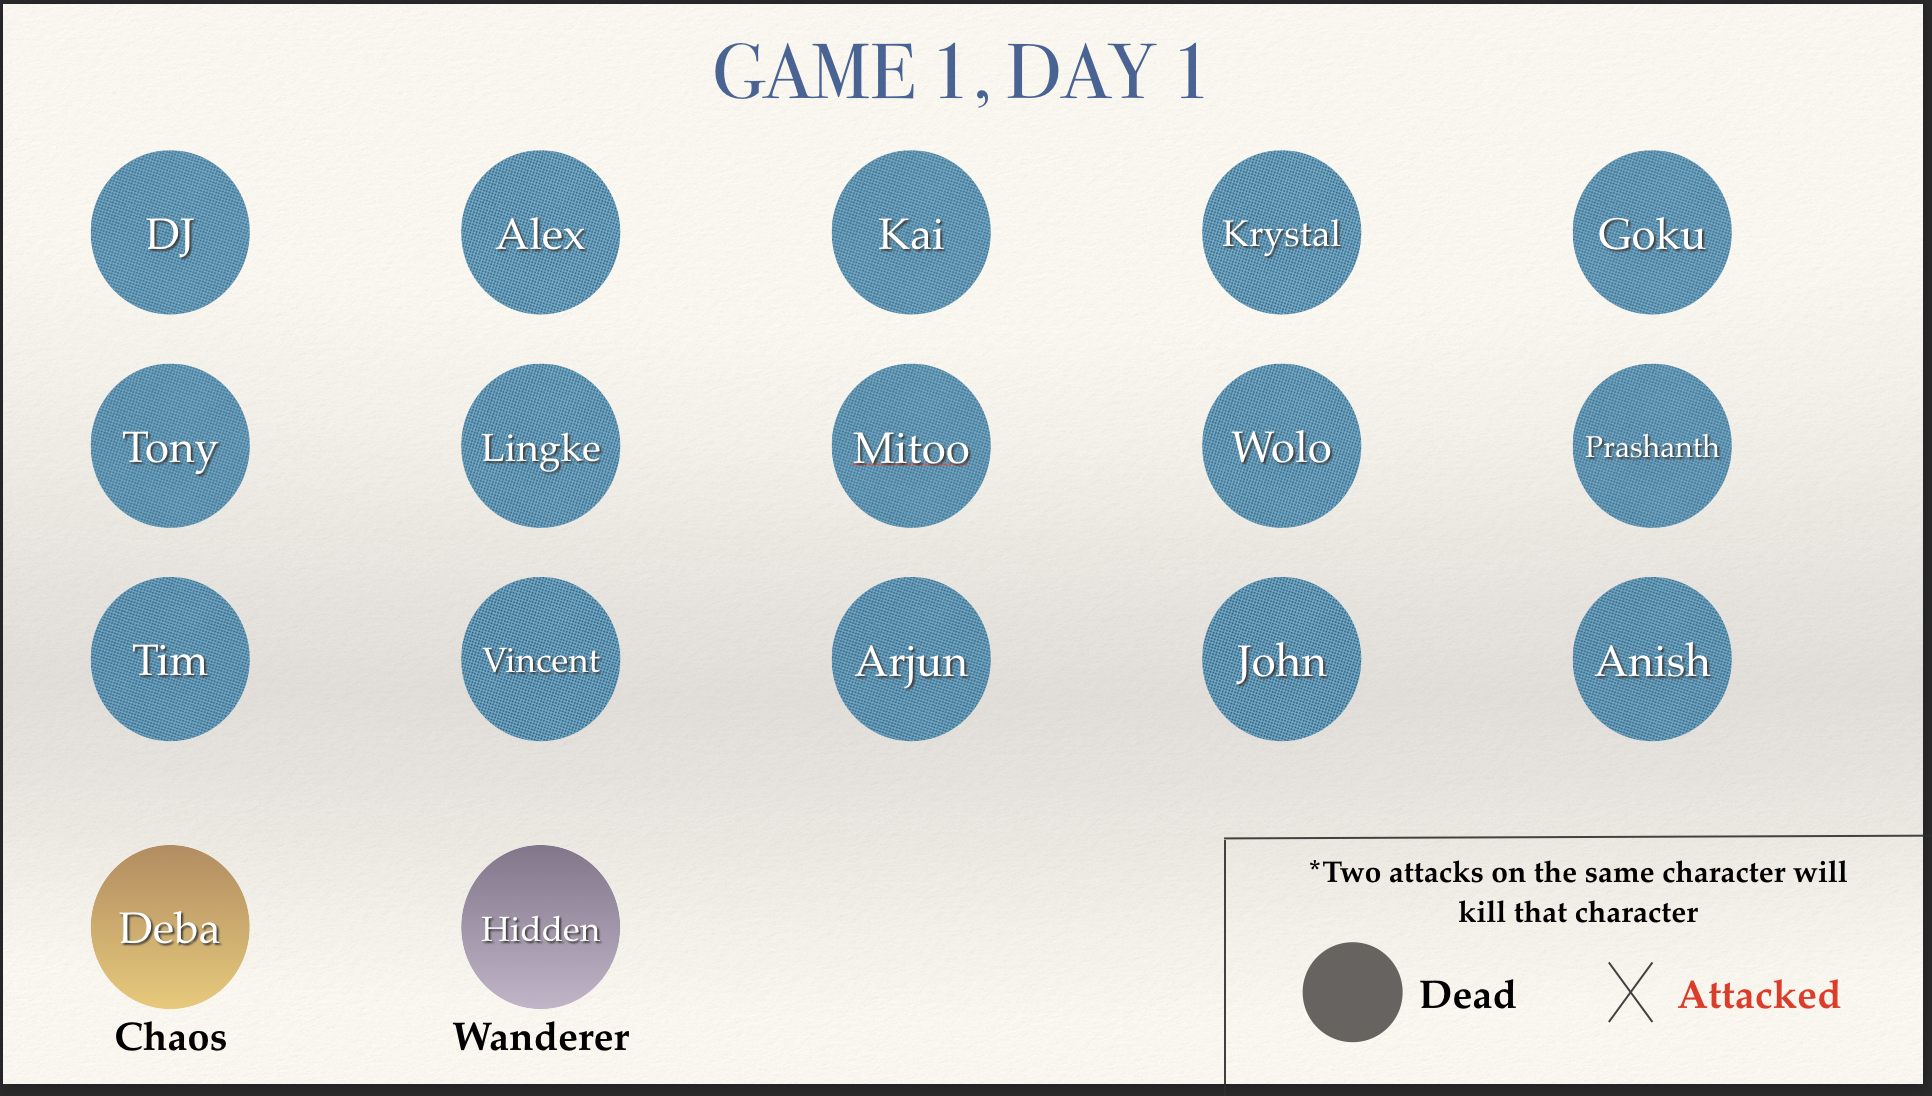 GAME 1, DAY 1
DJ
Alex
Kai
Krystal
Goku
Tony
Lingke
Mitoo
Wolo
Prashanth
Tim
Vincent
Arjun
John
Anish
Deba
Hidden
Chaos
Wanderer
*Two attacks on the same character will
kill that character
Dead
Attacked